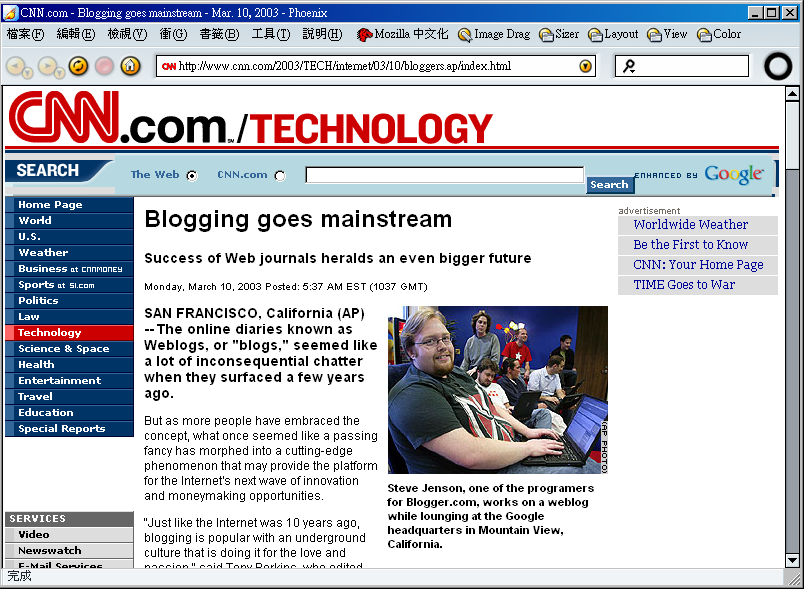 CNN.com - Blogging goes mainstream - Mar. 10, 2003 - Phoenix
檔案(F) 編輯(E) 檢視(V) 衝(G) 書籤(B) 工具(T) 說明(H) Mozilla 中文化 Image Drag Sizer Layout View Color
CNN http://www.cnn.com/2003/TECH/internet/03/10/bloggers.ap/index.html
CNN.com/TECHNOLOGY
SEARCH The Web CNN.com Search ENHANCED BY Google
Home Page
World
U.S.
Weather
Business at CNNMONEY
Sports at SI.com
Politics
Law
Technology
Science & Space
Health
Entertainment
Travel
Education
Special Reports
SERVICES
Video
Newswatch
E-Mail Services
Blogging goes mainstream
Success of Web journals heralds an even bigger future
Monday, March 10, 2003 Posted: 5:37 AM EST (1037 GMT)
SAN FRANCISCO, California (AP)
--The online diaries known as
Weblogs, or "blogs," seemed like
a lot of inconsequential chatter
when they surfaced a few years
ago.
But as more people have embraced the
concept, what once seemed like a passing
fancy has morphed into a cutting-edge
phenomenon that may provide the platform
for the Internet's next wave of innovation
and moneymaking opportunities.
"Just like the Internet was 10 years ago,
blogging is popular with an underground
culture that is doing it for the love and
passion," said Tony Perkins, who edited
(AP PHOTO)
Steve Jenson, one of the programers
for Blogger.com, works on a weblog
while lounging at the Google
headquarters in Mountain View,
California.
advertisement
Worldwide Weather
Be the First to Know
CNN: Your Home Page
TIME Goes to War
完成